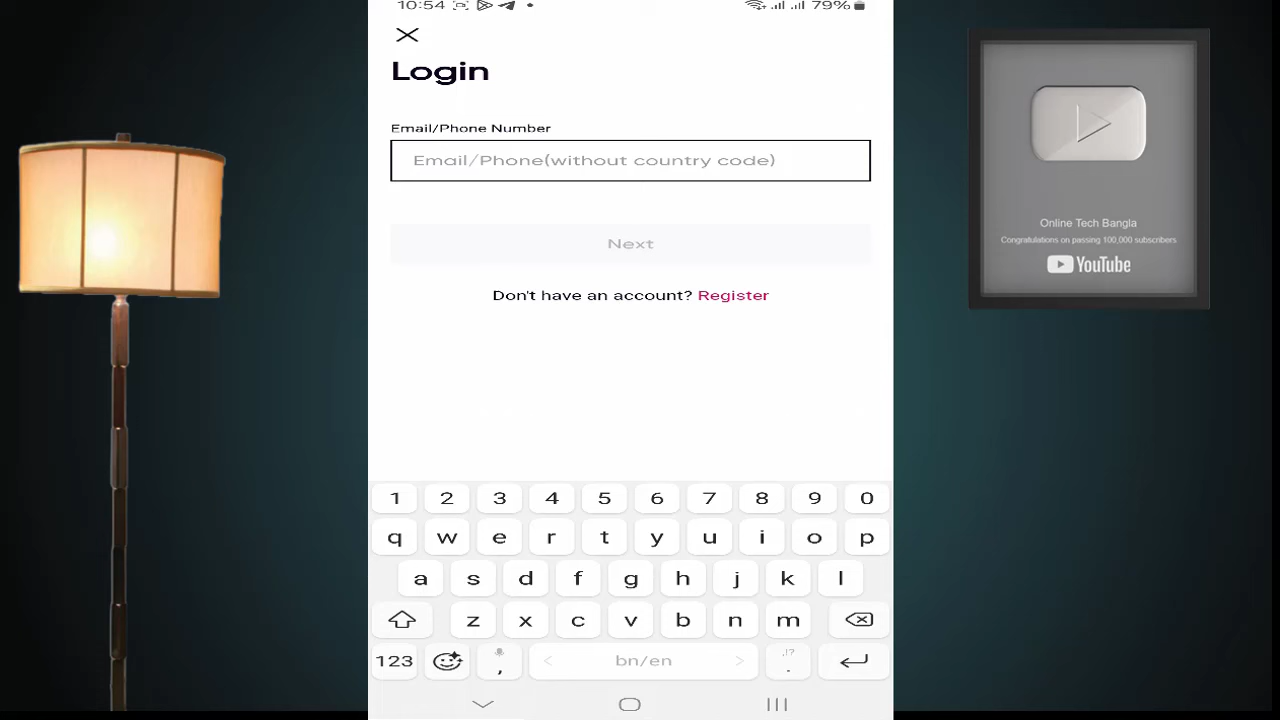 10:54 79%
Login
Email/Phone Number
Email/Phone(without country code)
Next
Don't have an account? Register
1 2 3 4 5 6 7 8 9 0
q w e r t y u i o p
a s d f g h j k l
z x c v b n m
123 , < bn/en > .!? .
Online Tech Bangla
Congratulations on passing 100,000 subscribers
YouTube